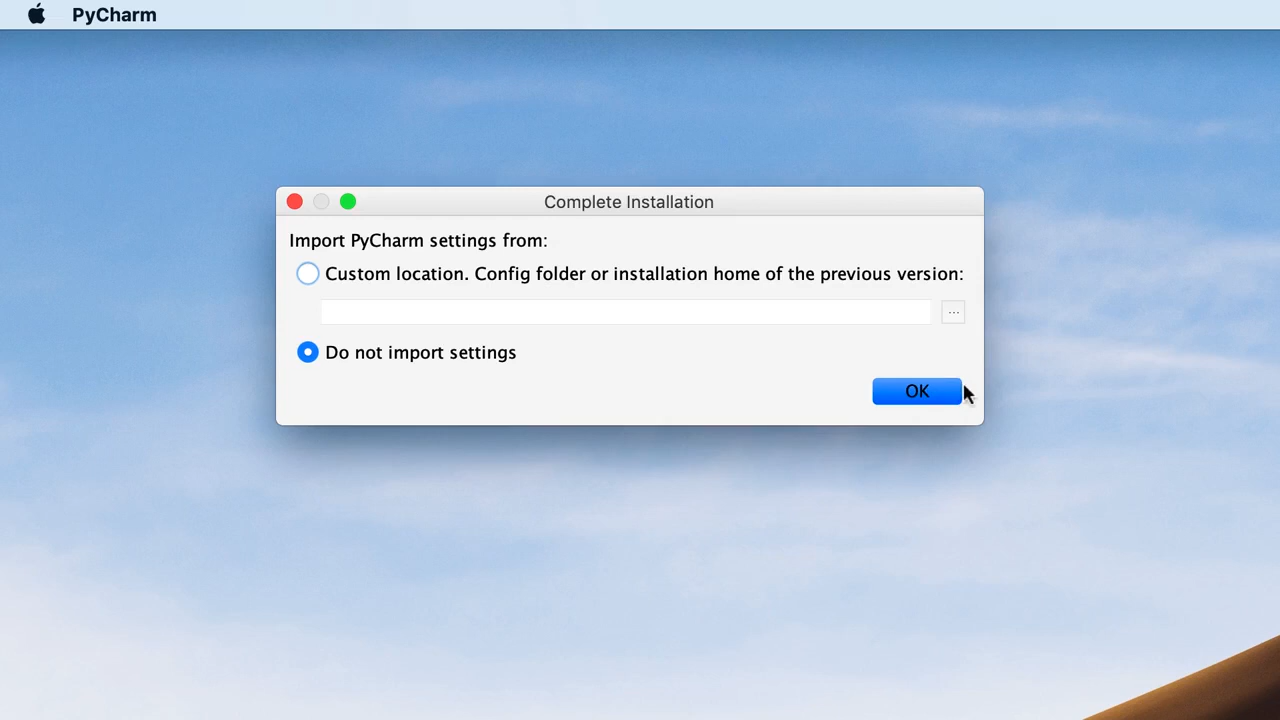 PyCharm
Complete Installation
Import PyCharm settings from:
Custom location. Config folder or installation home of the previous version:
...
Do not import settings
OK